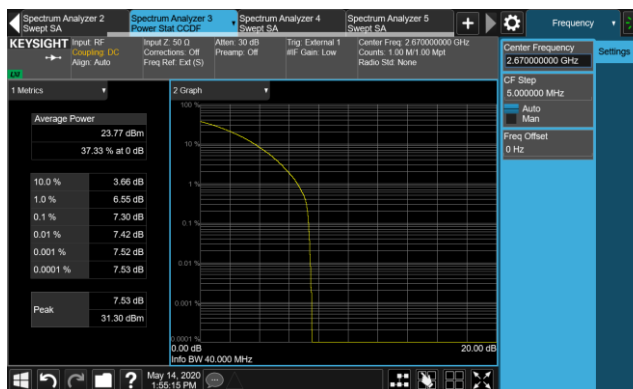 Spectrum Analyzer 2
Swept SA
Spectrum Analyzer 3
Power Stat CCDF
Spectrum Analyzer 4
Swept SA
Spectrum Analyzer 5
Swept SA
Frequency
KEYSIGHT
Input: RF
Coupling: DC
Align: Auto
Input Z: 50 Ω
Corrections: Off
Freq Ref: Ext (S)
Atten: 30 dB
Preamp: Off
Trig: External 1
#IF Gain: Low
Center Freq: 2.670000000 GHz
Counts: 1.00 M/1.00 Mpt
Radio Std: None
Center Frequency
2.670000000 GHz
Settings
CF Step
5.000000 MHz
Auto
Man
Freq Offset
0 Hz
1 Metrics
Average Power
23.77 dBm
37.33 % at 0 dB
10.0 % 3.66 dB
1.0 % 6.55 dB
0.1 % 7.30 dB
0.01 % 7.42 dB
0.001 % 7.52 dB
0.0001 % 7.53 dB
Peak
7.53 dB
31.30 dBm
2 Graph
100 %
10 %
1 %
0.1 %
0.01 %
0.001 %
0.0001 %
0.00 dB
20.00 dB
Info BW 40.000 MHz
May 14, 2020
1:55:15 PM